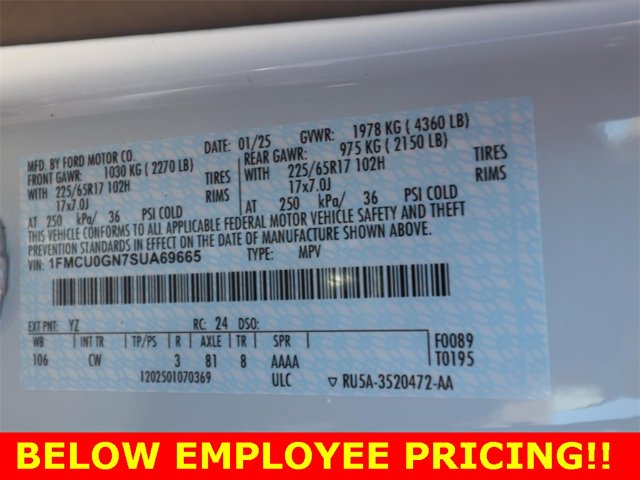 MFD. BY FORD MOTOR CO. DATE: 01/25 GVWR: 1978 KG ( 4360 LB)
FRONT GAWR: 1030 KG ( 2270 LB) REAR GAWR: 975 KG ( 2150 LB)
WITH 225/65R17 102H TIRES WITH 225/65R17 102H TIRES
17x7.0J RIMS 17x7.0J RIMS
AT 250 kPa/ 36 PSI COLD AT 250 kPa/ 36 PSI COLD
THIS VEHICLE CONFORMS TO ALL APPLICABLE FEDERAL MOTOR VEHICLE SAFETY AND THEFT
PREVENTION STANDARDS IN EFFECT ON THE DATE OF MANUFACTURE SHOWN ABOVE.
VIN: 1FMCU0GN7SUA69665 TYPE: MPV
EXT PNT: YZ RC: 24 DSO:
WB INT TR TP/PS R AXLE TR SPR F0089
106 CW 3 81 8 AAAA T0195
1202501070369 ULC ▽ RU5A-3520472-AA
BELOW EMPLOYEE PRICING!!